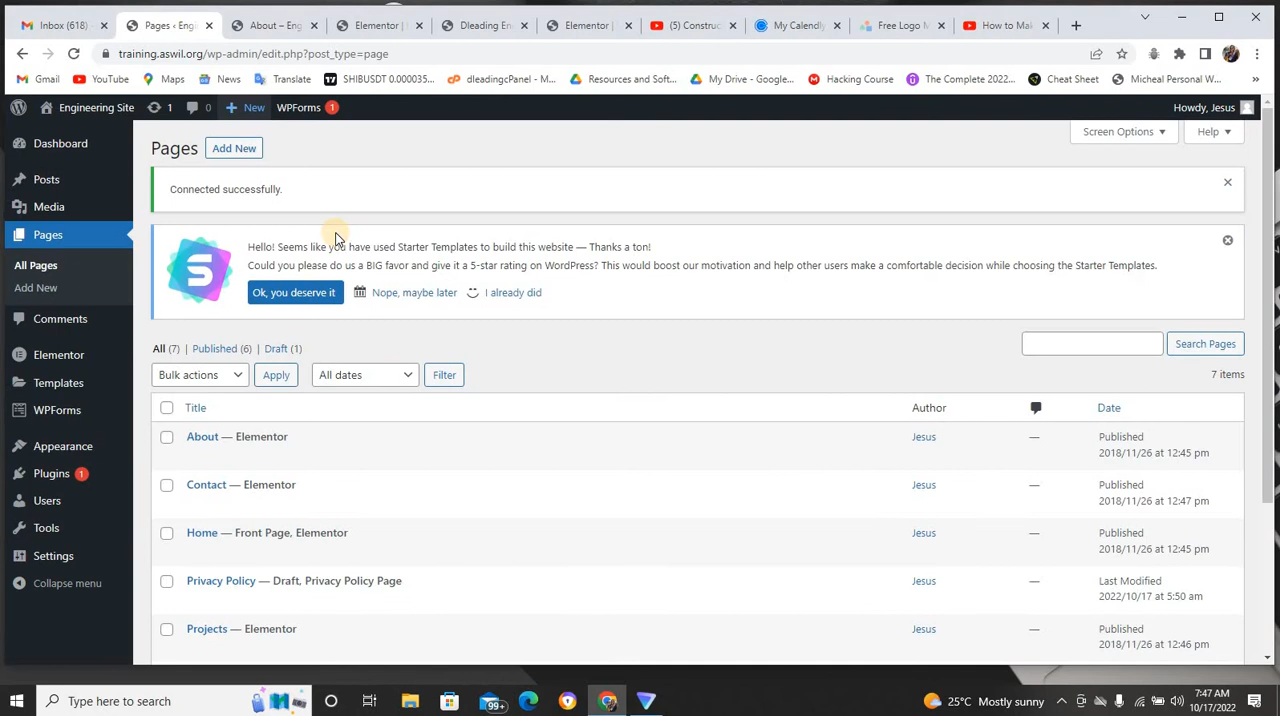 Inbox (618) -
Pages ‹ Engi
About – Eng
Elementor |
Dleading En
Elementor |
(5) Construc
My Calendly
Free Logo M
How to Mak
training.aswil.org/wp-admin/edit.php?post_type=page
Gmail
YouTube
Maps
News
Translate
SHIBUSDT 0.000035...
dleadingcPanel - M...
Resources and Soft...
My Drive - Google...
Hacking Course
The Complete 2022...
Cheat Sheet
Micheal Personal W...
»
Engineering Site
1
0
+ New
WPForms 1
Howdy, Jesus
Dashboard
Posts
Media
Pages
All Pages
Add New
Comments
Elementor
Templates
WPForms
Appearance
Plugins 1
Users
Tools
Settings
Collapse menu
Screen Options
Help
Pages
Add New
Connected successfully.
Hello! Seems like you have used Starter Templates to build this website — Thanks a ton!
Could you please do us a BIG favor and give it a 5-star rating on WordPress? This would boost our motivation and help other users make a comfortable decision while choosing the Starter Templates.
Ok, you deserve it
Nope, maybe later
I already did
All (7) | Published (6) | Draft (1)
Search Pages
Bulk actions
Apply
All dates
Filter
7 items
Title
Author
Date
About — Elementor
Jesus
—
Published
2018/11/26 at 12:45 pm
Contact — Elementor
Jesus
—
Published
2018/11/26 at 12:47 pm
Home — Front Page, Elementor
Jesus
—
Published
2018/11/26 at 12:45 pm
Privacy Policy — Draft, Privacy Policy Page
Jesus
—
Last Modified
2022/10/17 at 5:50 am
Projects — Elementor
Jesus
—
Published
2018/11/26 at 12:46 pm
Type here to search
99+
25°C Mostly sunny
7:47 AM
10/17/2022